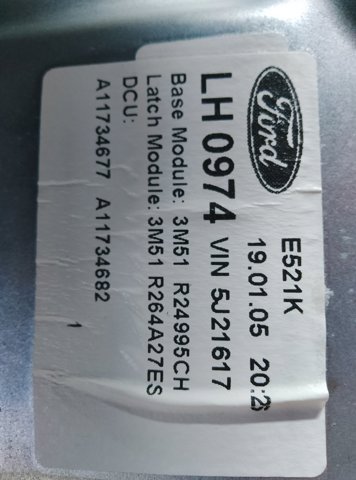 Ford
E521K
19.01.05 20:26
LH 0974 VIN 5J21617
Base Module: 3M51 R24995CH
Latch Module: 3M51 R264A27ES
DCU:
A11734677 A11734682
1